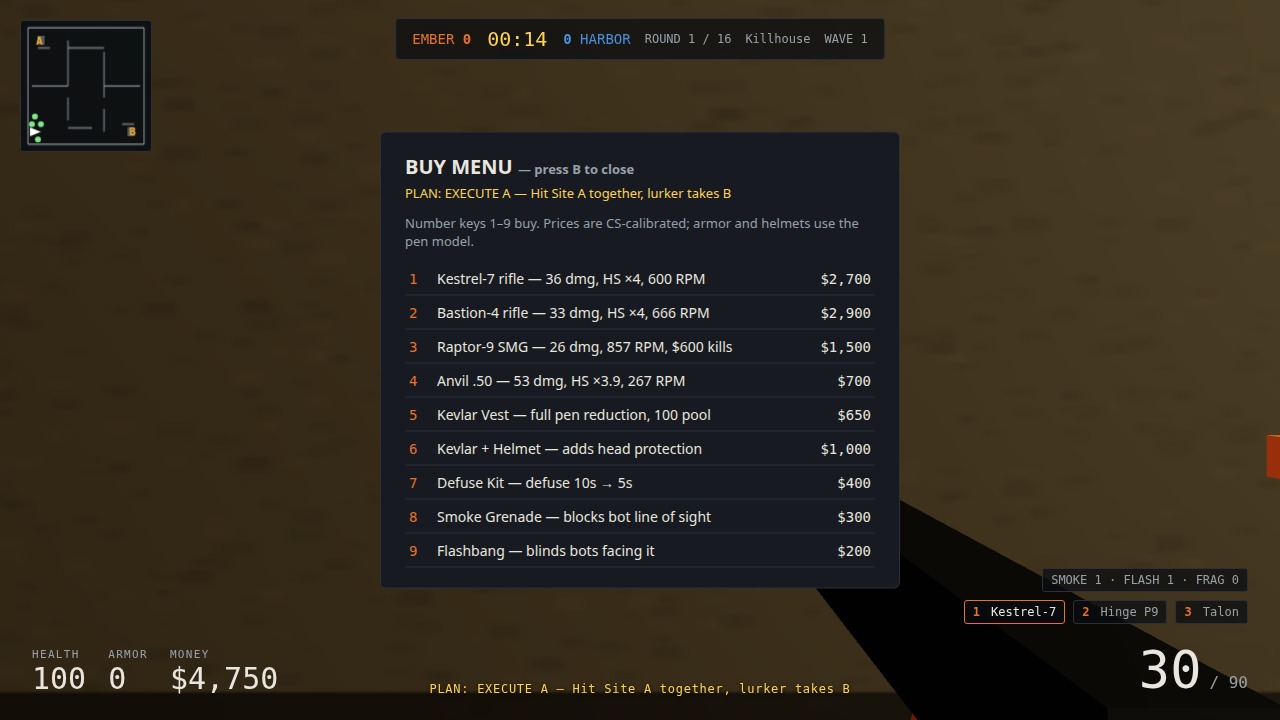 A
B
EMBER 0 00:14 0 HARBOR ROUND 1 / 16 Killhouse WAVE 1
BUY MENU — press B to close
PLAN: EXECUTE A — Hit Site A together, lurker takes B
Number keys 1–9 buy. Prices are CS-calibrated; armor and helmets use the
pen model.
1 Kestrel-7 rifle — 36 dmg, HS ×4, 600 RPM $2,700
2 Bastion-4 rifle — 33 dmg, HS ×4, 666 RPM $2,900
3 Raptor-9 SMG — 26 dmg, 857 RPM, $600 kills $1,500
4 Anvil .50 — 53 dmg, HS ×3.9, 267 RPM $700
5 Kevlar Vest — full pen reduction, 100 pool $650
6 Kevlar + Helmet — adds head protection $1,000
7 Defuse Kit — defuse 10s → 5s $400
8 Smoke Grenade — blocks bot line of sight $300
9 Flashbang — blinds bots facing it $200
SMOKE 1 · FLASH 1 · FRAG 0
1 Kestrel-7 2 Hinge P9 3 Talon
HEALTH ARMOR MONEY
100 0 $4,750
PLAN: EXECUTE A — Hit Site A together, lurker takes B
30 / 90